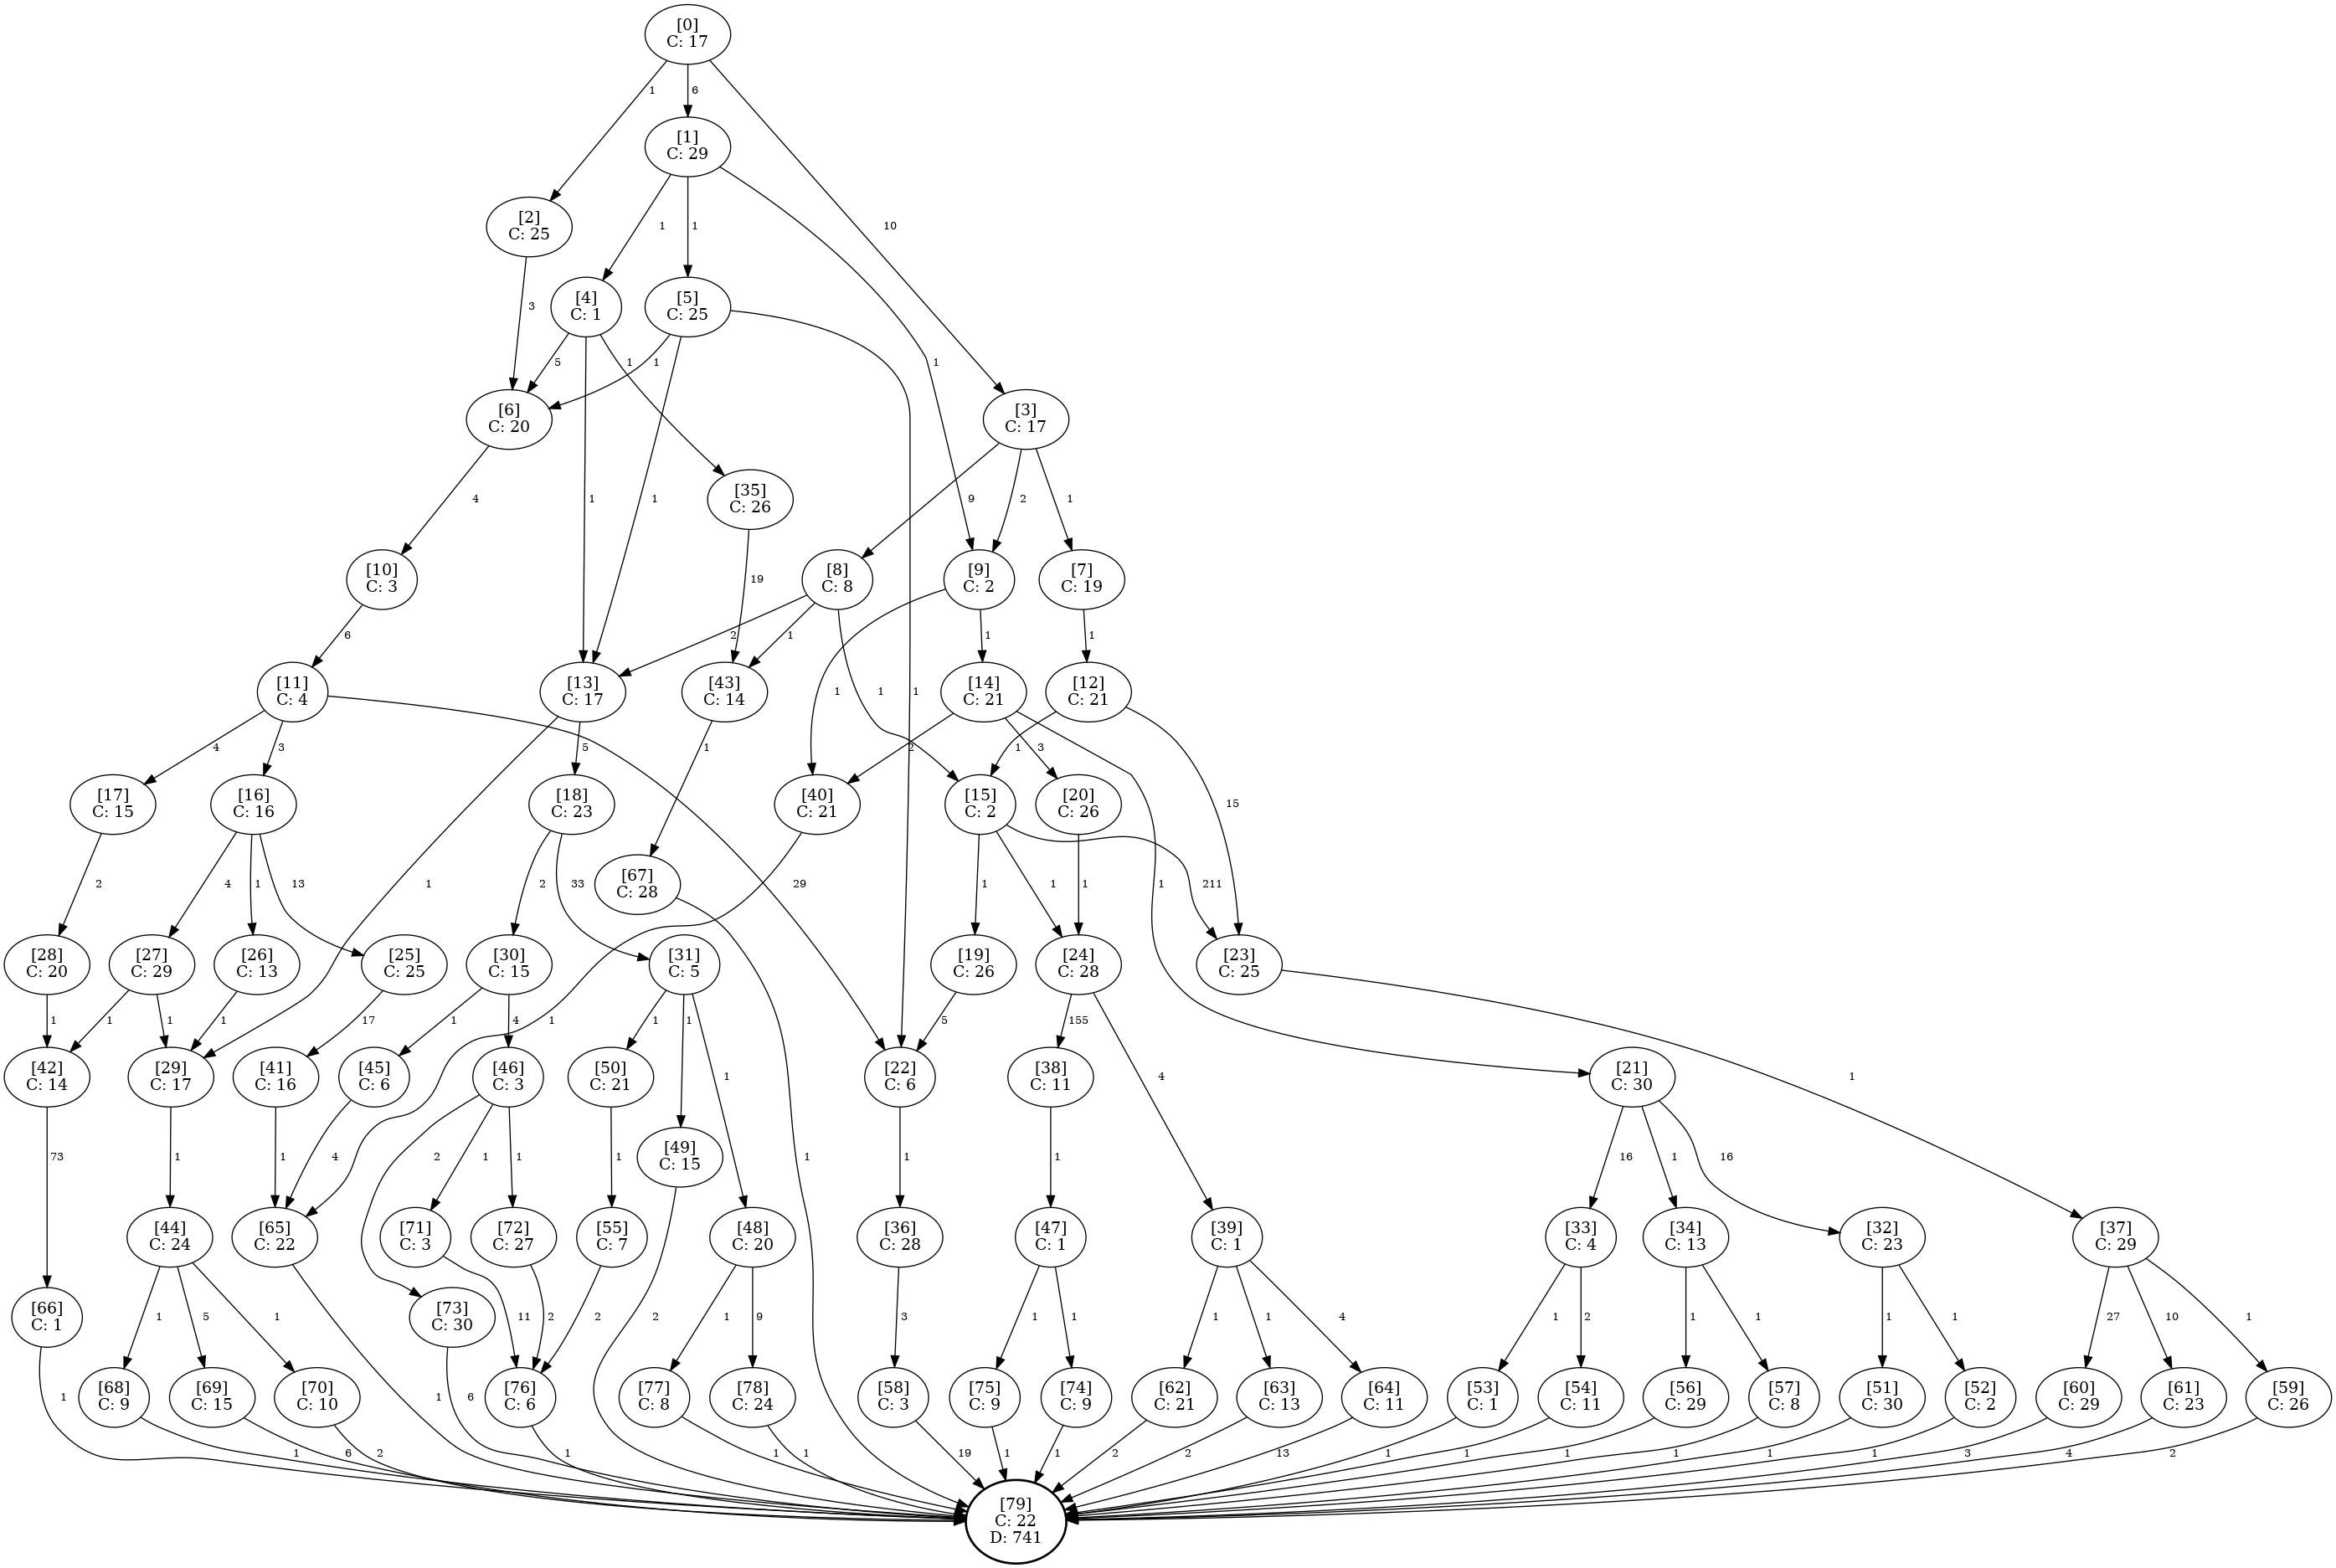 [0]
C: 17
1
6
10
[1]
C: 29
[2]
C: 25
1
1
1
3
[4]
C: 1
[5]
C: 25
5
1
1
1
1
1
[6]
C: 20
[3]
C: 17
4
[35]
C: 26
9
2
1
19
[10]
C: 3
[8]
C: 8
[9]
C: 2
[7]
C: 19
6
2
1
1
1
1
1
1
[11]
C: 4
[13]
C: 17
[43]
C: 14
[14]
C: 21
[12]
C: 21
4
3
29
5
1
1
2
3
1
1
15
[17]
C: 15
[16]
C: 16
[18]
C: 23
[40]
C: 21
[15]
C: 2
[20]
C: 26
2
4
1
13
2
33
[67]
C: 28
1
1
1
211
1
[28]
C: 20
[27]
C: 29
[26]
C: 13
[25]
C: 25
[30]
C: 15
[31]
C: 5
[19]
C: 26
[24]
C: 28
[23]
C: 25
1
1
1
1
17
1
4
1
1
1
5
155
4
1
[42]
C: 14
[29]
C: 17
[41]
C: 16
[45]
C: 6
[46]
C: 3
[50]
C: 21
[22]
C: 6
[38]
C: 11
[21]
C: 30
73
1
1
4
2
1
1
1
[49]
C: 15
1
1
1
16
1
16
[44]
C: 24
[65]
C: 22
[71]
C: 3
[72]
C: 27
[55]
C: 7
[48]
C: 20
[36]
C: 28
[47]
C: 1
[39]
C: 1
[33]
C: 4
[34]
C: 13
[32]
C: 23
[37]
C: 29
[66]
C: 1
1
5
1
[73]
C: 30
11
2
2
2
1
9
3
1
1
1
1
4
1
2
1
1
1
1
27
10
1
[68]
C: 9
[69]
C: 15
[70]
C: 10
[76]
C: 6
[77]
C: 8
[78]
C: 24
[58]
C: 3
[75]
C: 9
[74]
C: 9
[62]
C: 21
[63]
C: 13
[64]
C: 11
[53]
C: 1
[54]
C: 11
[56]
C: 29
[57]
C: 8
[51]
C: 30
[52]
C: 2
[60]
C: 29
[61]
C: 23
[59]
C: 26
1
1
6
2
1
6
1
1
1
19
1
1
2
2
13
1
1
1
1
1
1
3
4
2
[79]
C: 22
D: 741